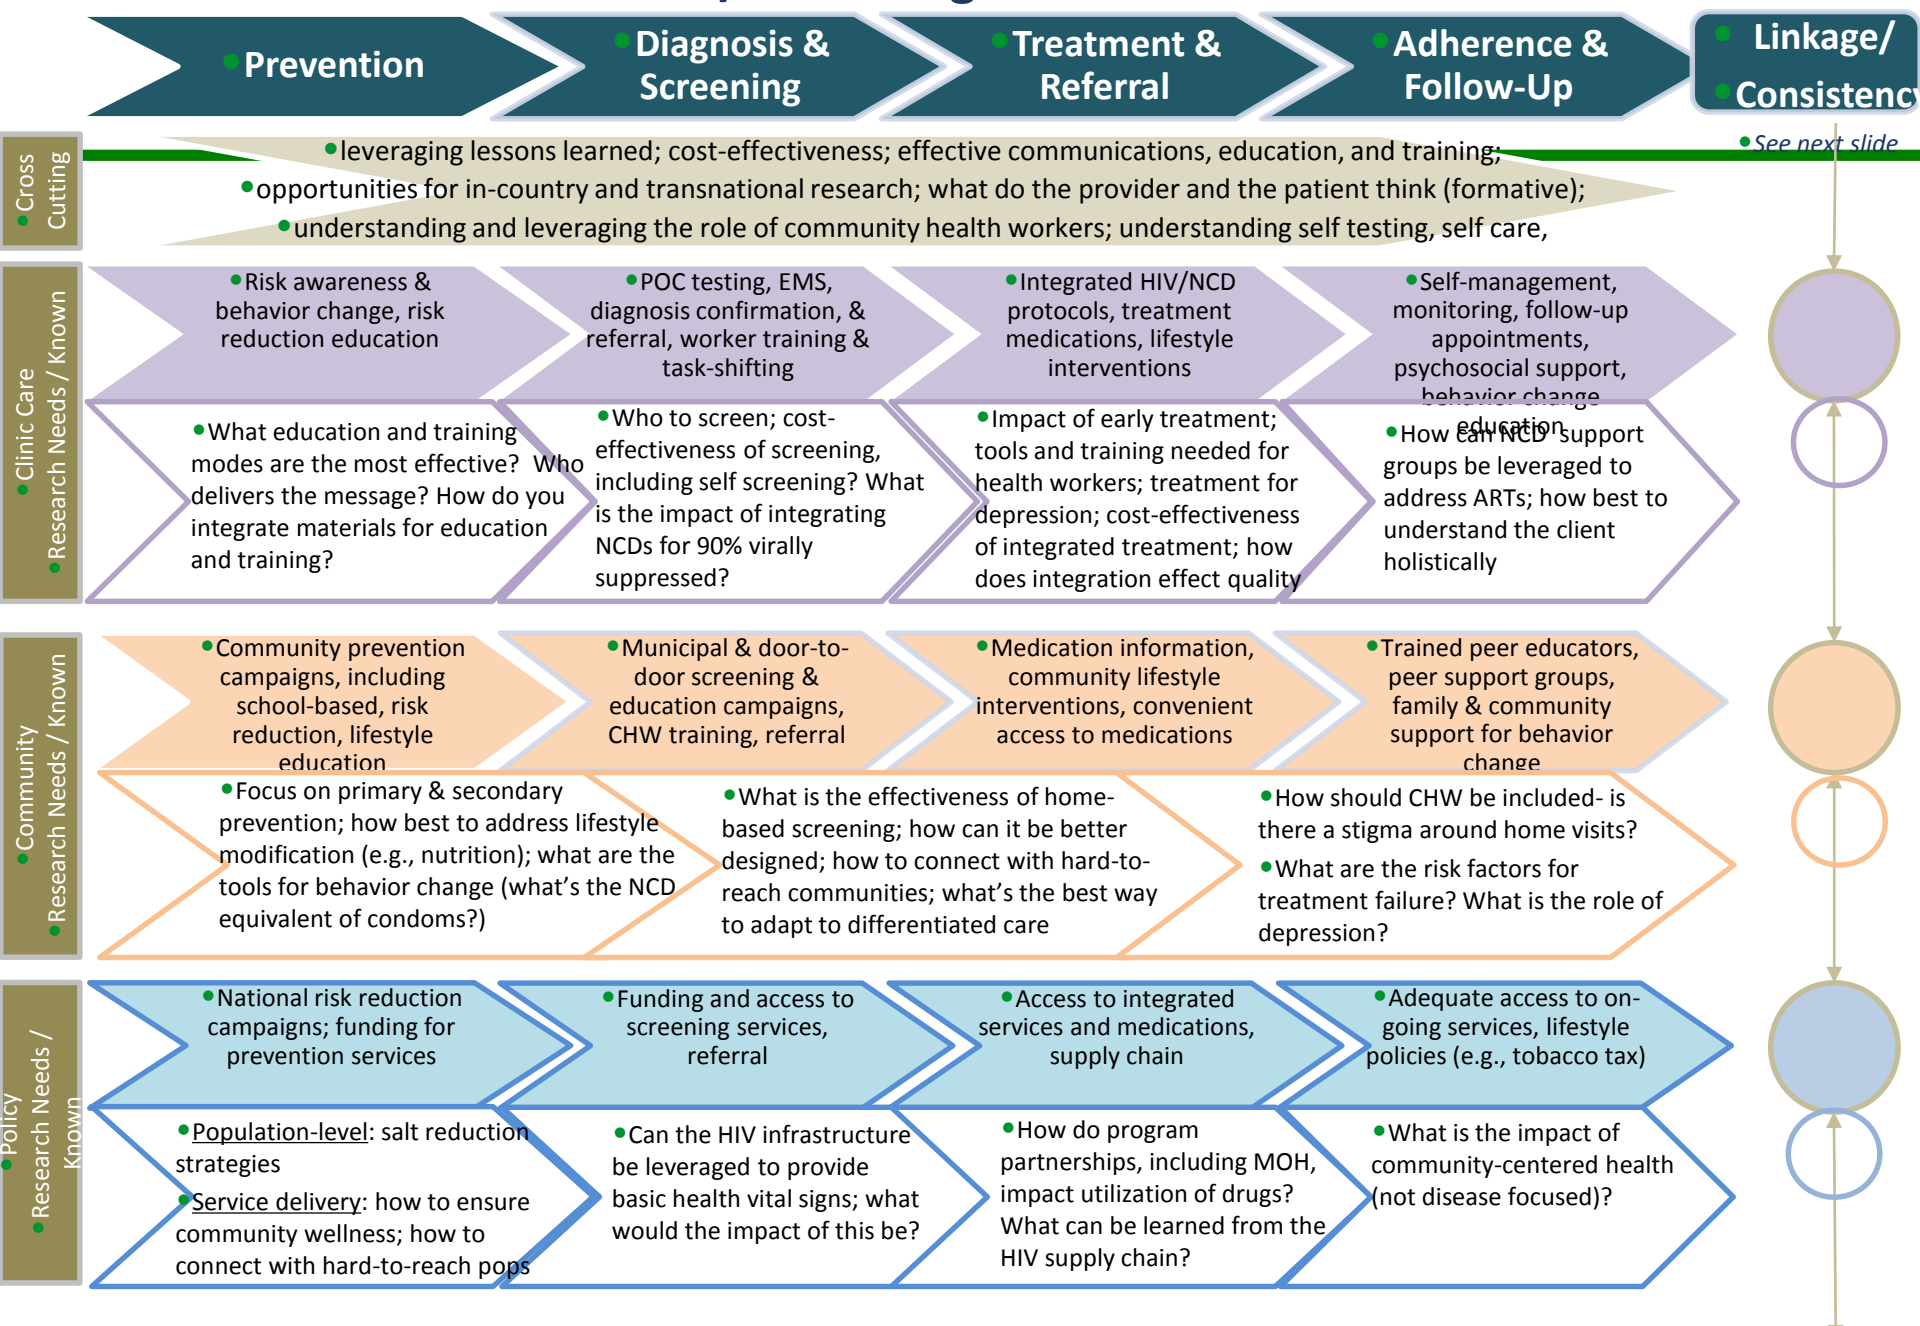 •Prevention
•Diagnosis &
Screening
•Treatment &
Referral
•Adherence &
Follow-Up
• Linkage/
•Consistency
•See next slide
•Cross
Cutting
•leveraging lessons learned; cost-effectiveness; effective communications, education, and training;
•opportunities for in-country and transnational research; what do the provider and the patient think (formative);
•understanding and leveraging the role of community health workers; understanding self testing, self care,
•Clinic Care
•Research Needs / Known
•Risk awareness &
behavior change, risk
reduction education
•POC testing, EMS,
diagnosis confirmation, &
referral, worker training &
task-shifting
•Integrated HIV/NCD
protocols, treatment
medications, lifestyle
interventions
•Self-management,
monitoring, follow-up
appointments,
psychosocial support,
behavior change
education
•What education and training
modes are the most effective?  Who
delivers the message? How do you
integrate materials for education
and training?
•Who to screen; cost-
effectiveness of screening,
including self screening? What
is the impact of integrating
NCDs for 90% virally
suppressed?
•Impact of early treatment;
tools and training needed for
health workers; treatment for
depression; cost-effectiveness
of integrated treatment; how
does integration effect quality
•How can NCD  support
groups be leveraged to
address ARTs; how best to
understand the client
holistically
•Community
•Research Needs / Known
•Community prevention
campaigns, including
school-based, risk
reduction, lifestyle
education
•Municipal & door-to-
door screening &
education campaigns,
CHW training, referral
•Medication information,
community lifestyle
interventions, convenient
access to medications
•Trained peer educators,
peer support groups,
family & community
support for behavior
change
•Focus on primary & secondary
prevention; how best to address lifestyle
modification (e.g., nutrition); what are the
tools for behavior change (what's the NCD
equivalent of condoms?)
•What is the effectiveness of home-
based screening; how can it be better
designed; how to connect with hard-to-
reach communities; what's the best way
to adapt to differentiated care
•How should CHW be included- is
there a stigma around home visits?
•What are the risk factors for
treatment failure? What is the role of
depression?
•Policy
•Research Needs /
Known
•National risk reduction
campaigns; funding for
prevention services
•Funding and access to
screening services,
referral
•Access to integrated
services and medications,
supply chain
•Adequate access to on-
going services, lifestyle
policies (e.g., tobacco tax)
•Population-level: salt reduction
strategies
•Service delivery: how to ensure
community wellness; how to
connect with hard-to-reach pops
•Can the HIV infrastructure
be leveraged to provide
basic health vital signs; what
would the impact of this be?
•How do program
partnerships, including MOH,
impact utilization of drugs?
What can be learned from the
HIV supply chain?
•What is the impact of
community-centered health
(not disease focused)?